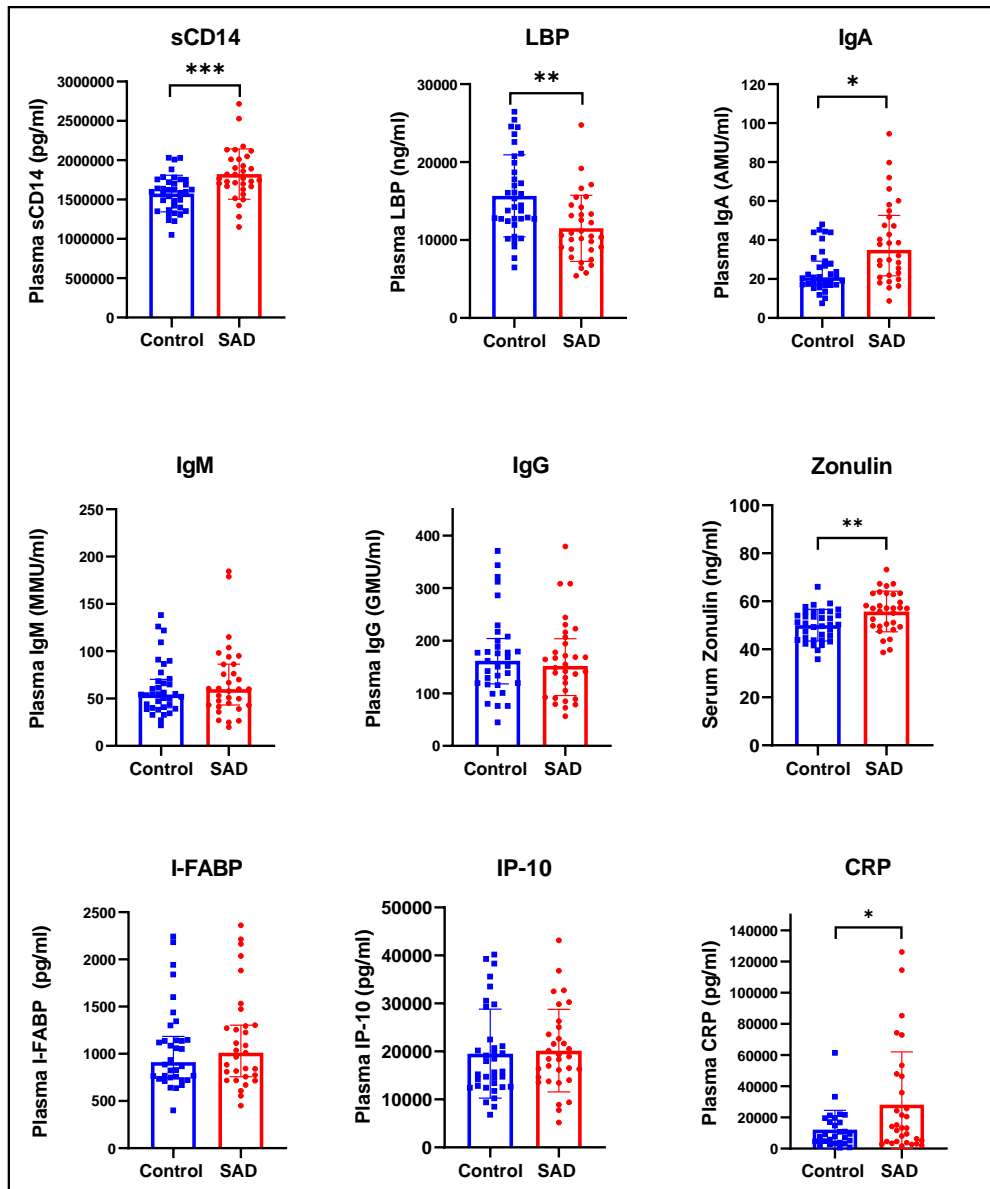 sCD14
***
Plasma sCD14 (pg/ml)
3000000
2500000
2000000
1500000
1000000
500000
0
Control SAD
LBP
**
Plasma LBP (ng/ml)
30000
20000
10000
0
Control SAD
IgA
*
Plasma IgA (AMU/ml)
120
100
80
60
40
20
0
Control SAD
IgM
Plasma IgM (MMU/ml)
250
200
150
100
50
0
Control SAD
IgG
Plasma IgG (GMU/ml)
400
300
200
100
0
Control SAD
Zonulin
**
Serum Zonulin (ng/ml)
100
80
60
40
20
0
Control SAD
I-FABP
Plasma I-FABP (pg/ml)
2500
2000
1500
1000
500
0
Control SAD
IP-10
Plasma IP-10 (pg/ml)
50000
40000
30000
20000
10000
0
Control SAD
CRP
*
Plasma CRP (pg/ml)
140000
120000
100000
80000
60000
40000
20000
0
Control SAD